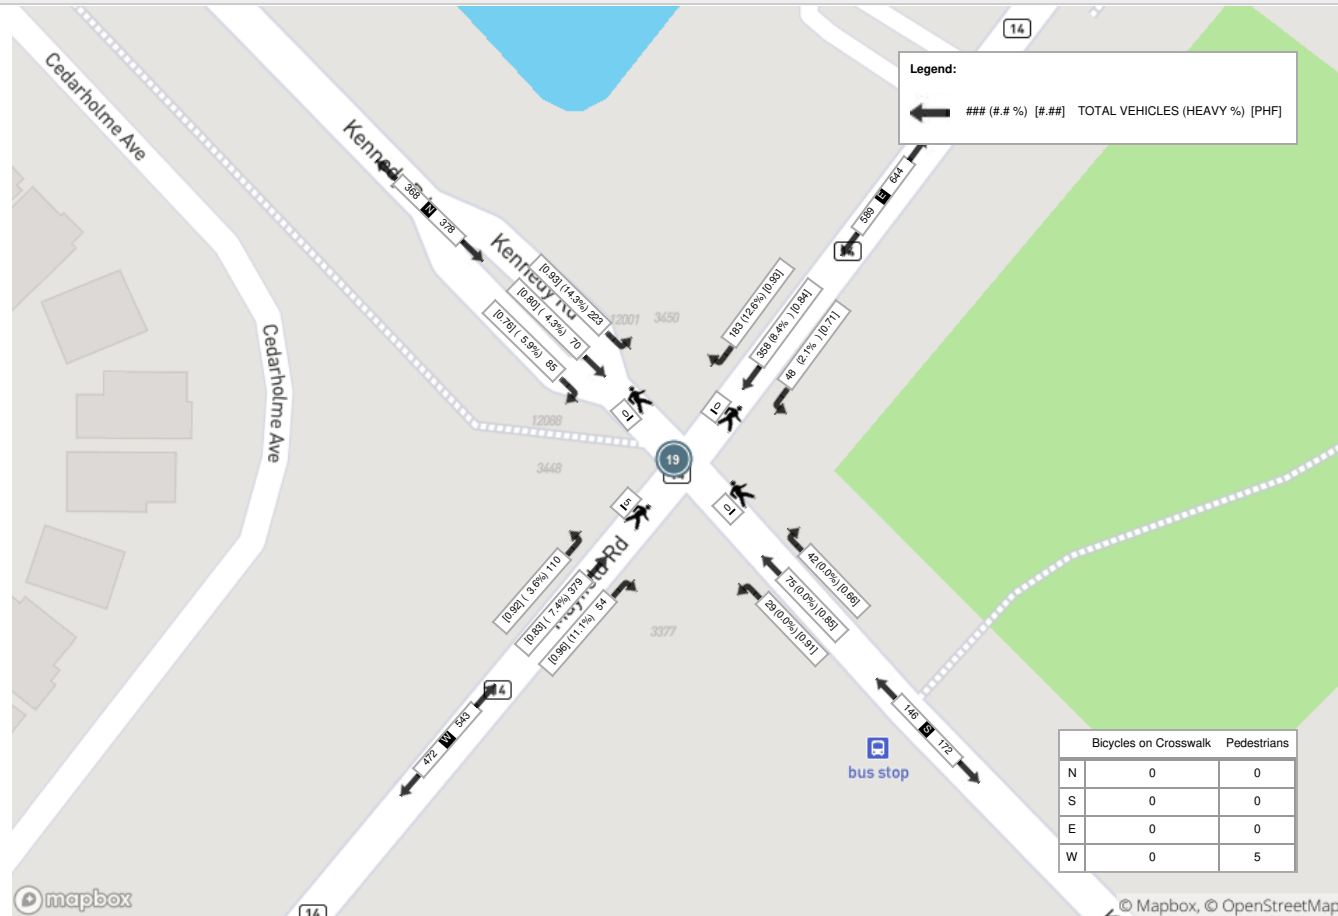 14
Legend:
### (#.# %) [#.##] TOTAL VEHICLES (HEAVY %) [PHF]
Cedarholme Ave
368 N 378
589 E 644
14
Kennedy Rd
[0.93] (14.3%) 223
[0.80] ( 4.3%) 70
[0.76] ( 5.9%) 85
183 (12.6%) [0.93]
358 (8.4% ) [0.84]
48 (2.1% ) [0.71]
12001
3450
Cedarholme Ave
0
0
12068
19
3448
5
0
[0.92] ( 3.6%) 110
[0.83] ( 7.4%) 379
[0.96] (11.1%) 54
42 (0.0%) [0.66]
75 (0.0%) [0.85]
29 (0.0%) [0.91]
3377
472 W 543
146 S 172
bus stop
Bicycles on Crosswalk Pedestrians
N 0 0
S 0 0
E 0 0
W 0 5
mapbox
14
© Mapbox, © OpenStreetMap